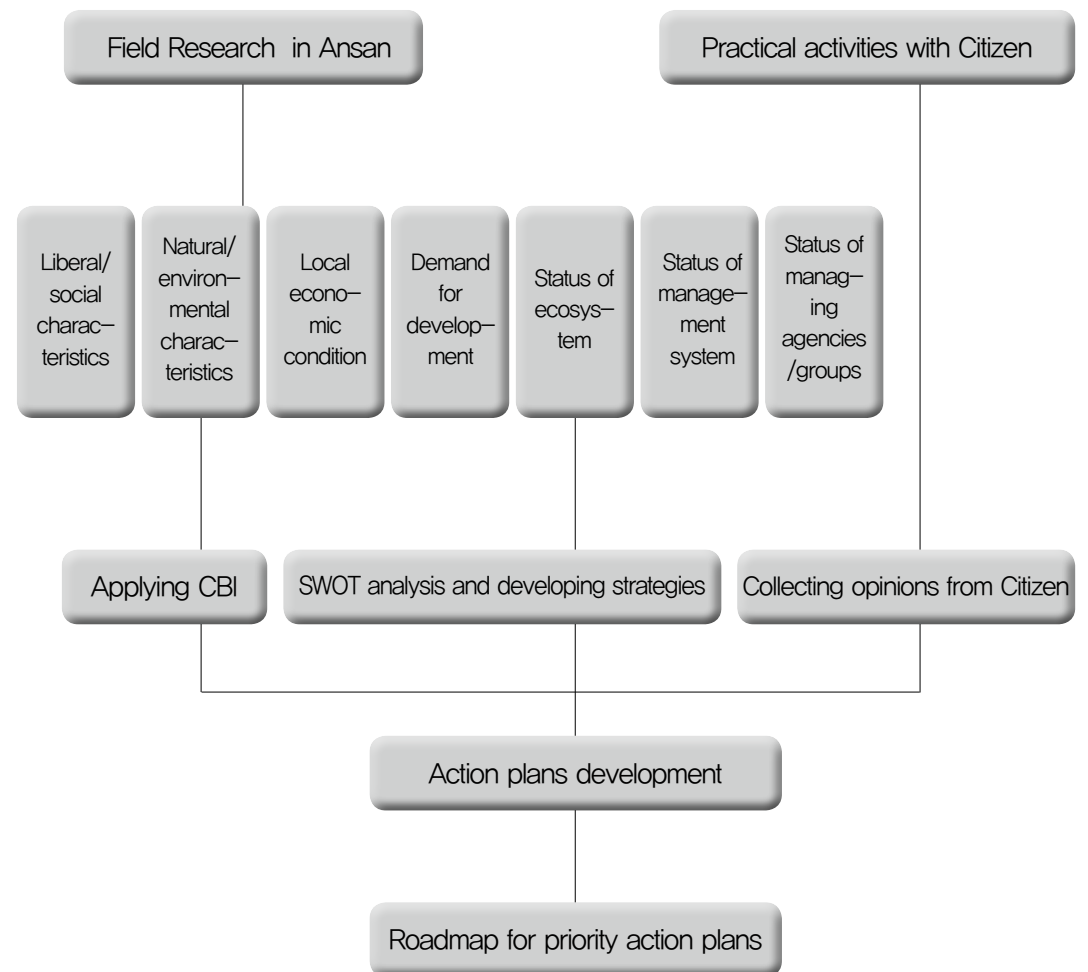 Field Research in Ansan
Practical activities with Citizen
Liberal/
social
charac–
teristics
Natural/
environ–
mental
charac–
teristics
Local
econo–
mic
condition
Demand
for
develop–
ment
Status of
ecosys–
tem
Status of
manage–
ment
system
Status of
manag–
ing
agencies
/groups
Applying CBI
SWOT analysis and developing strategies
Collecting opinions from Citizen
Action plans development
Roadmap for priority action plans